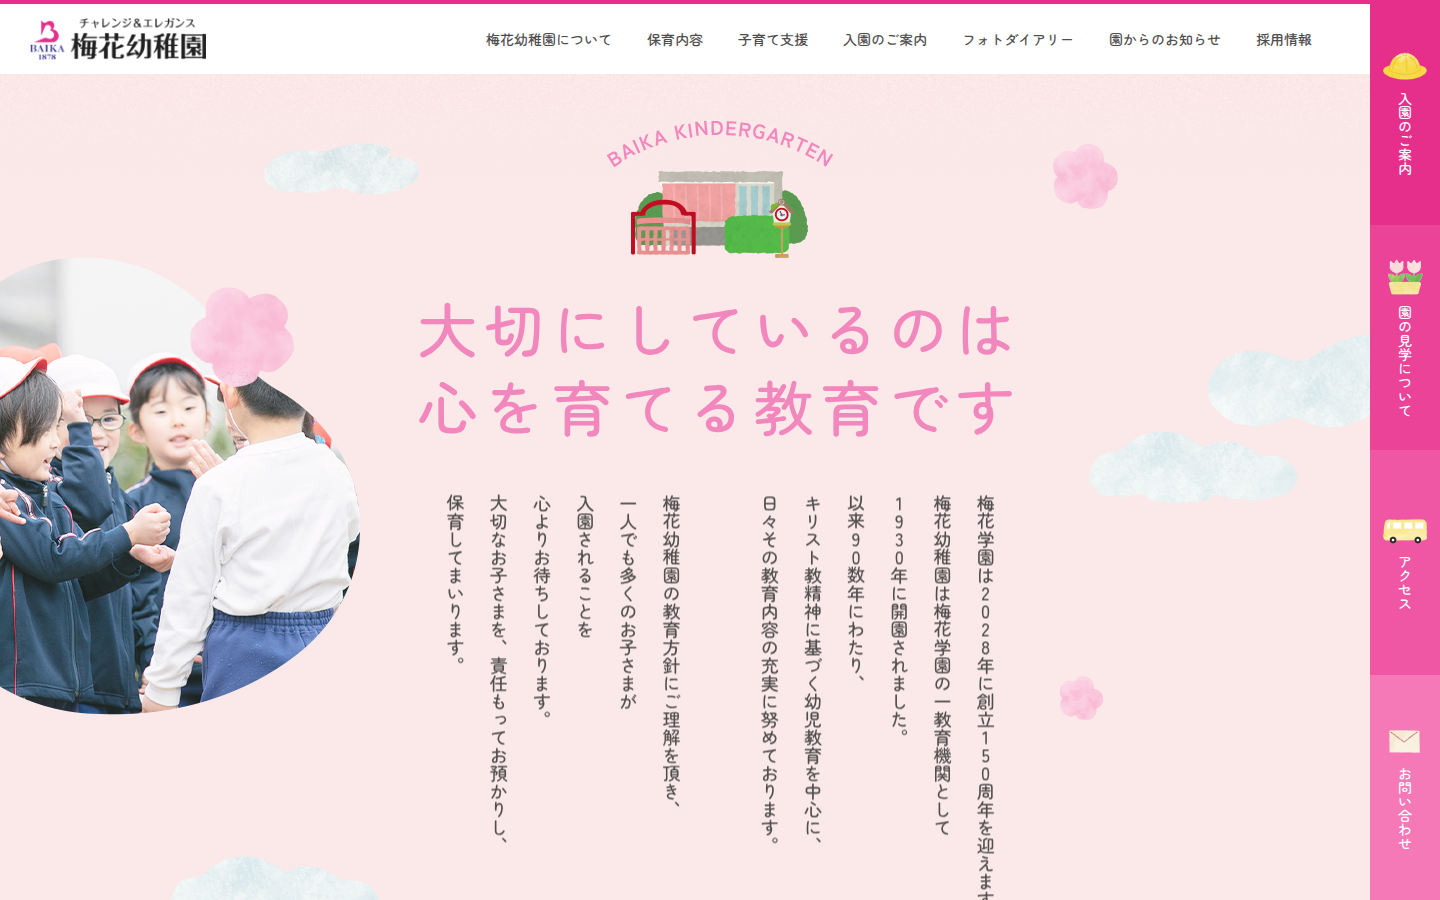 チャレンジ&エレガンス
BAIKA
1878
梅花幼稚園
梅花幼稚園について
保育内容
子育て支援
入園のご案内
フォトダイアリー
園からのお知らせ
採用情報
BAIKA KINDERGARTEN
大切にしているのは
心を育てる教育です
梅花学園は2028年に創立150周年を迎えます
梅花幼稚園は梅花学園の一教育機関として
1930年に開園されました。
以来90数年にわたり、
キリスト教精神に基づく幼児教育を中心に、
日々その教育内容の充実に努めております。
梅花幼稚園の教育方針にご理解を頂き、
一人でも多くのお子さまが
入園されることを
心よりお待ちしております。
大切なお子さまを、責任もってお預かりし、
保育してまいります。
入園のご案内
園の見学について
アクセス
お問い合わせ